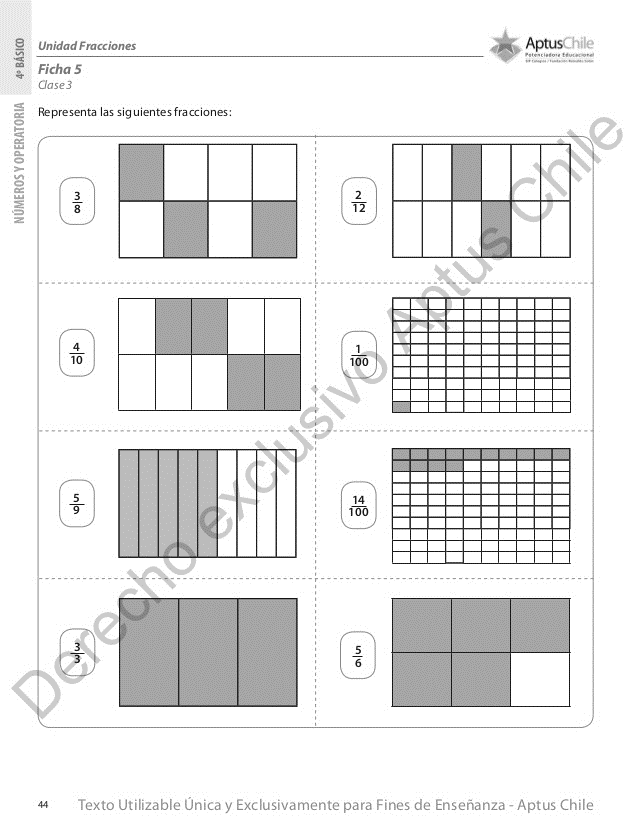 4º BÁSICO
NÚMEROS Y OPERATORIA
Unidad Fracciones
AptusChile
Potenciadora Educacional
Ficha 5
Clase 3
Representa las siguientes fracciones:
3/8
2/12
4/10
1/100
5/9
14/100
3/3
5/6
Derecho exclusivo Aptus Chile
44
Texto Utilizable Única y Exclusivamente para Fines de Enseñanza - Aptus Chile